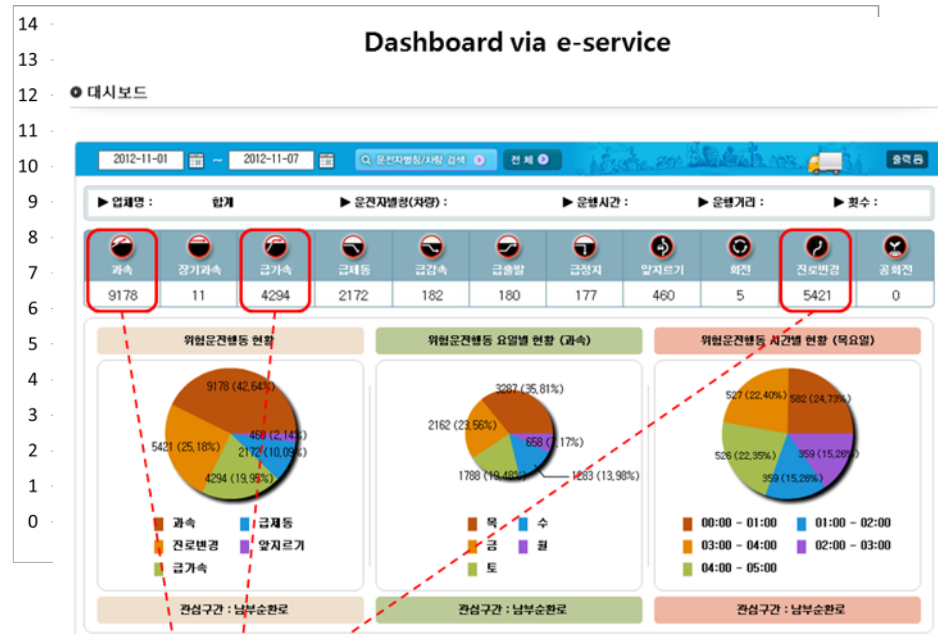 Dashboard via e-service
14
13
12
11
10
9
8
7
6
5
4
3
2
1
0
대시보드
2012-11-01 ~ 2012-11-07 운전자별칭/차량 검색 전체 출력
▶ 업체명 : 합계 ▶ 운전자별칭(차량) : ▶ 운행시간 : ▶ 운행거리 : ▶ 횟수 :
과속 장기과속 급가속 급제동 급감속 급출발 급정지 앞지르기 회전 진로변경 공회전
9178 11 4294 2172 182 180 177 460 5 5421 0
위험운전행동 현황
9178 (42,64%)
460 (2,14%)
5421 (25,18%)
2172 (10,09%)
4294 (19,95%)
과속 급제동
진로변경 앞지르기
급가속
관심구간 : 남부순환로
위험운전행동 요일별 현황 (과속)
3287 (35,81%)
2162 (23,56%)
658 (7,17%)
1788 (19,48%)
1283 (13,98%)
목 수
금 월
토
관심구간 : 남부순환로
위험운전행동 시간별 현황 (목요일)
527 (22,40%)
582 (24,79%)
526 (22,35%)
359 (15,26%)
359 (15,26%)
00:00 - 01:00 01:00 - 02:00
03:00 - 04:00 02:00 - 03:00
04:00 - 05:00
관심구간 : 남부순환로